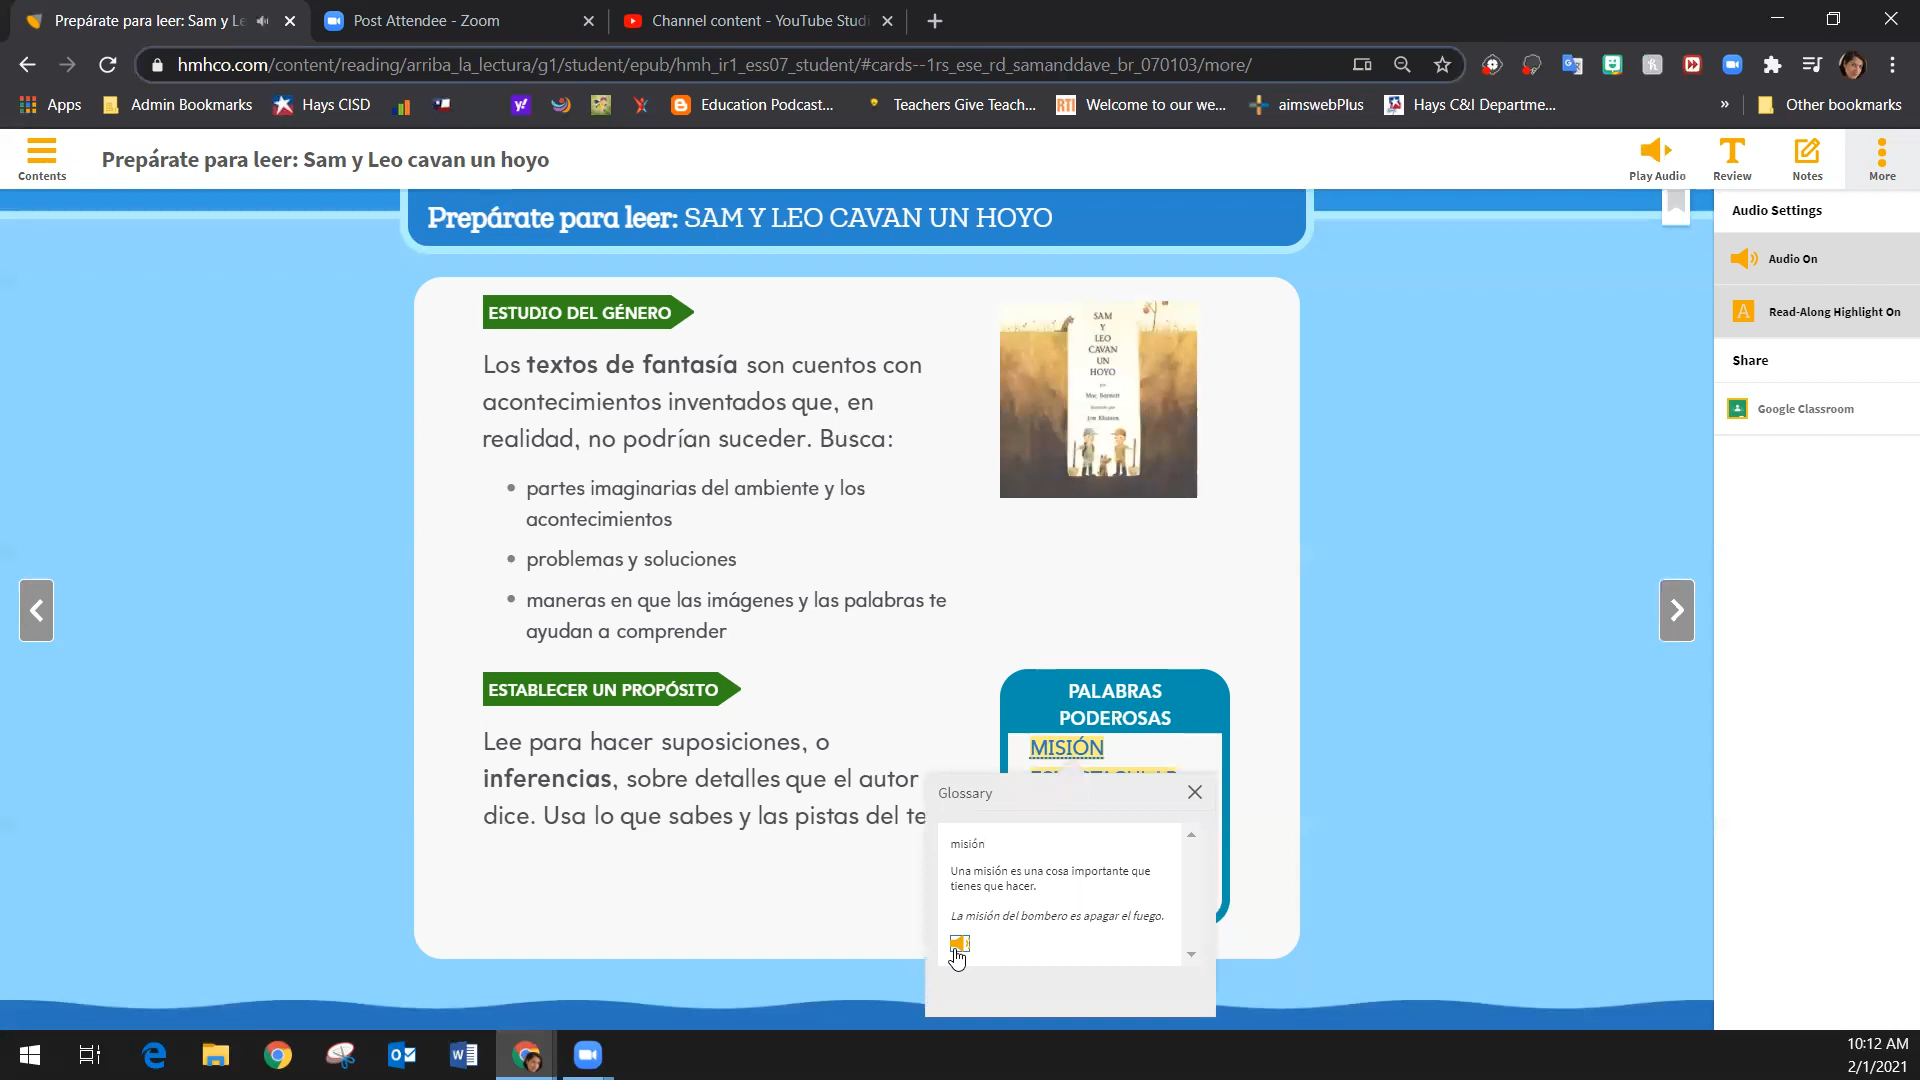 Prepárate para leer: Sam y Le
Post Attendee - Zoom
Channel content - YouTube Studi
hmhco.com/content/reading/arriba_la_lectura/g1/student/epub/hmh_ir1_ess07_student/#cards--1rs_ese_rd_samanddave_br_070103/more/
Apps
Admin Bookmarks
Hays CISD
Education Podcast...
Teachers Give Teach...
RTI
Welcome to our we...
aimswebPlus
Hays C&I Departme...
»
Other bookmarks
Contents
Prepárate para leer: Sam y Leo cavan un hoyo
Play Audio
Review
Notes
More
Prepárate para leer: SAM Y LEO CAVAN UN HOYO
Audio Settings
Audio On
A Read-Along Highlight On
Share
Google Classroom
ESTUDIO DEL GÉNERO
Los textos de fantasía son cuentos con
acontecimientos inventados que, en
realidad, no podrían suceder. Busca:
• partes imaginarias del ambiente y los
acontecimientos
• problemas y soluciones
• maneras en que las imágenes y las palabras te
ayudan a comprender
SAM
Y
LEO
CAVAN
UN
HOYO
por
Mac Barnett
Jon Klassen
ESTABLECER UN PROPÓSITO
Lee para hacer suposiciones, o
inferencias, sobre detalles que el autor
dice. Usa lo que sabes y las pistas del te
PALABRAS
PODEROSAS
MISIÓN
Glossary
misión
Una misión es una cosa importante que
tienes que hacer.
La misión del bombero es apagar el fuego.
10:12 AM
2/1/2021